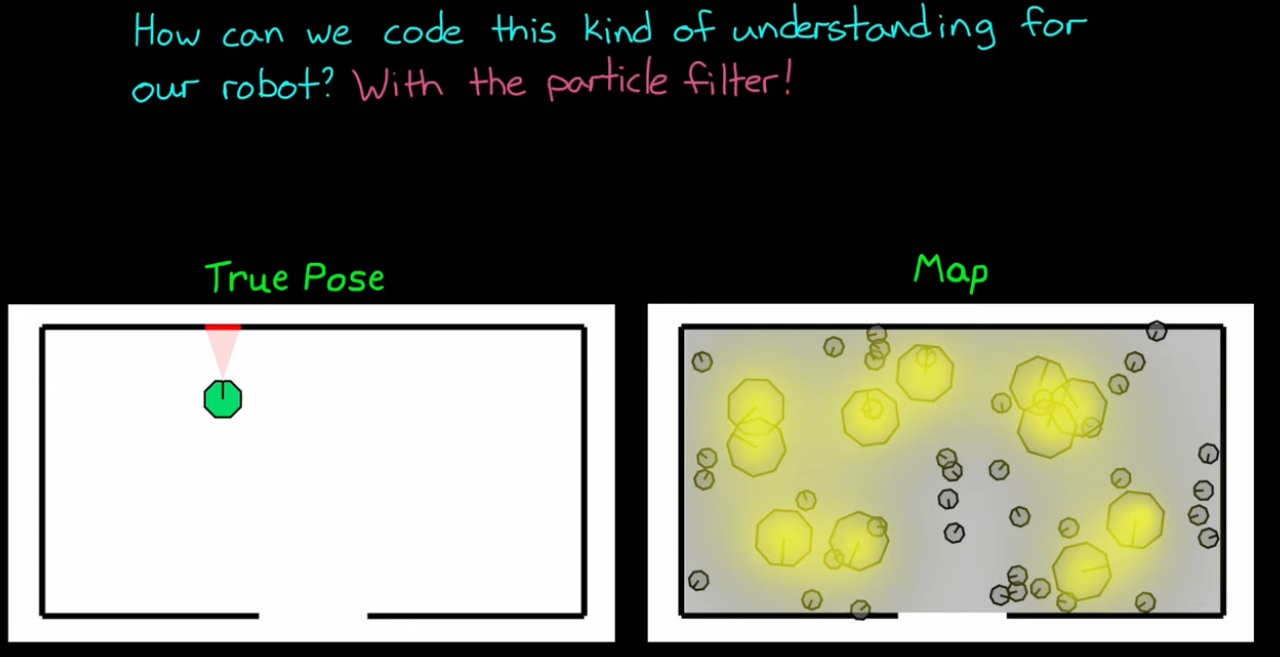 How can we code this kind of understanding for
our robot? With the particle filter!
True Pose
Map